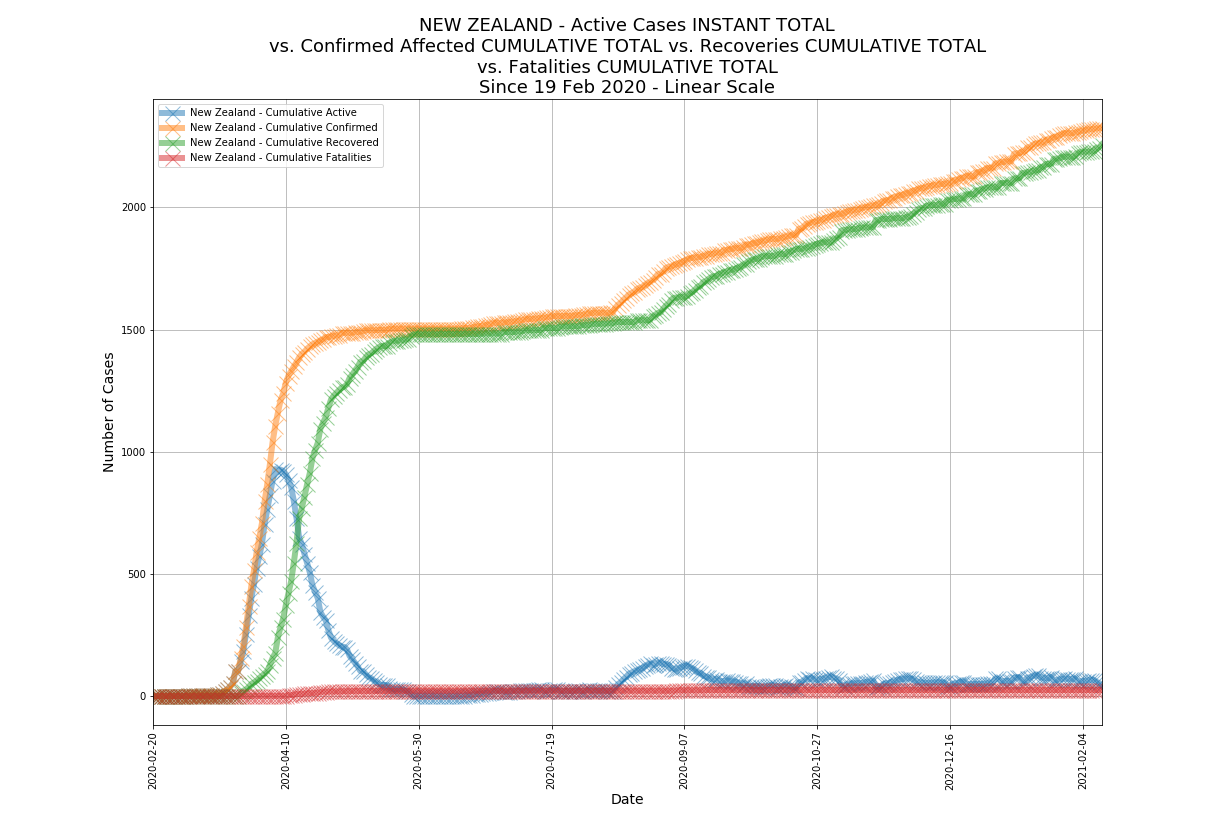 NEW ZEALAND - Active Cases INSTANT TOTAL
vs. Confirmed Affected CUMULATIVE TOTAL vs. Recoveries CUMULATIVE TOTAL
vs. Fatalities CUMULATIVE TOTAL
Since 19 Feb 2020 - Linear Scale
New Zealand - Cumulative Active
New Zealand - Cumulative Confirmed
New Zealand - Cumulative Recovered
New Zealand - Cumulative Fatalities
Number of Cases
2000
1500
1000
500
0
2020-02-20
2020-04-10
2020-05-30
2020-07-19
2020-09-07
2020-10-27
2020-12-16
2021-02-04
Date